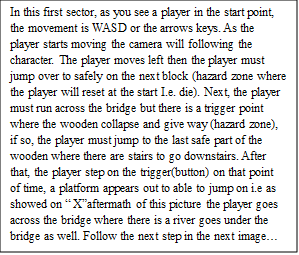 In this first sector, as you see a player in the start point,
the movement is WASD or the arrows keys. As the
player starts moving the camera will following the
character. The player moves left then the player must
jump over to safely on the next block (hazard zone where
the player will reset at the start I.e. die). Next, the player
must run across the bridge but there is a trigger point
where the wooden collapse and give way (hazard zone),
if so, the player must jump to the last safe part of the
wooden where there are stairs to go downstairs. After
that, the player step on the trigger(button) on that point
of time, a platform appears out to able to jump on i.e as
showed on “ X”aftermath of this picture the player goes
across the bridge where there is a river goes under the
bridge as well. Follow the next step in the next image…